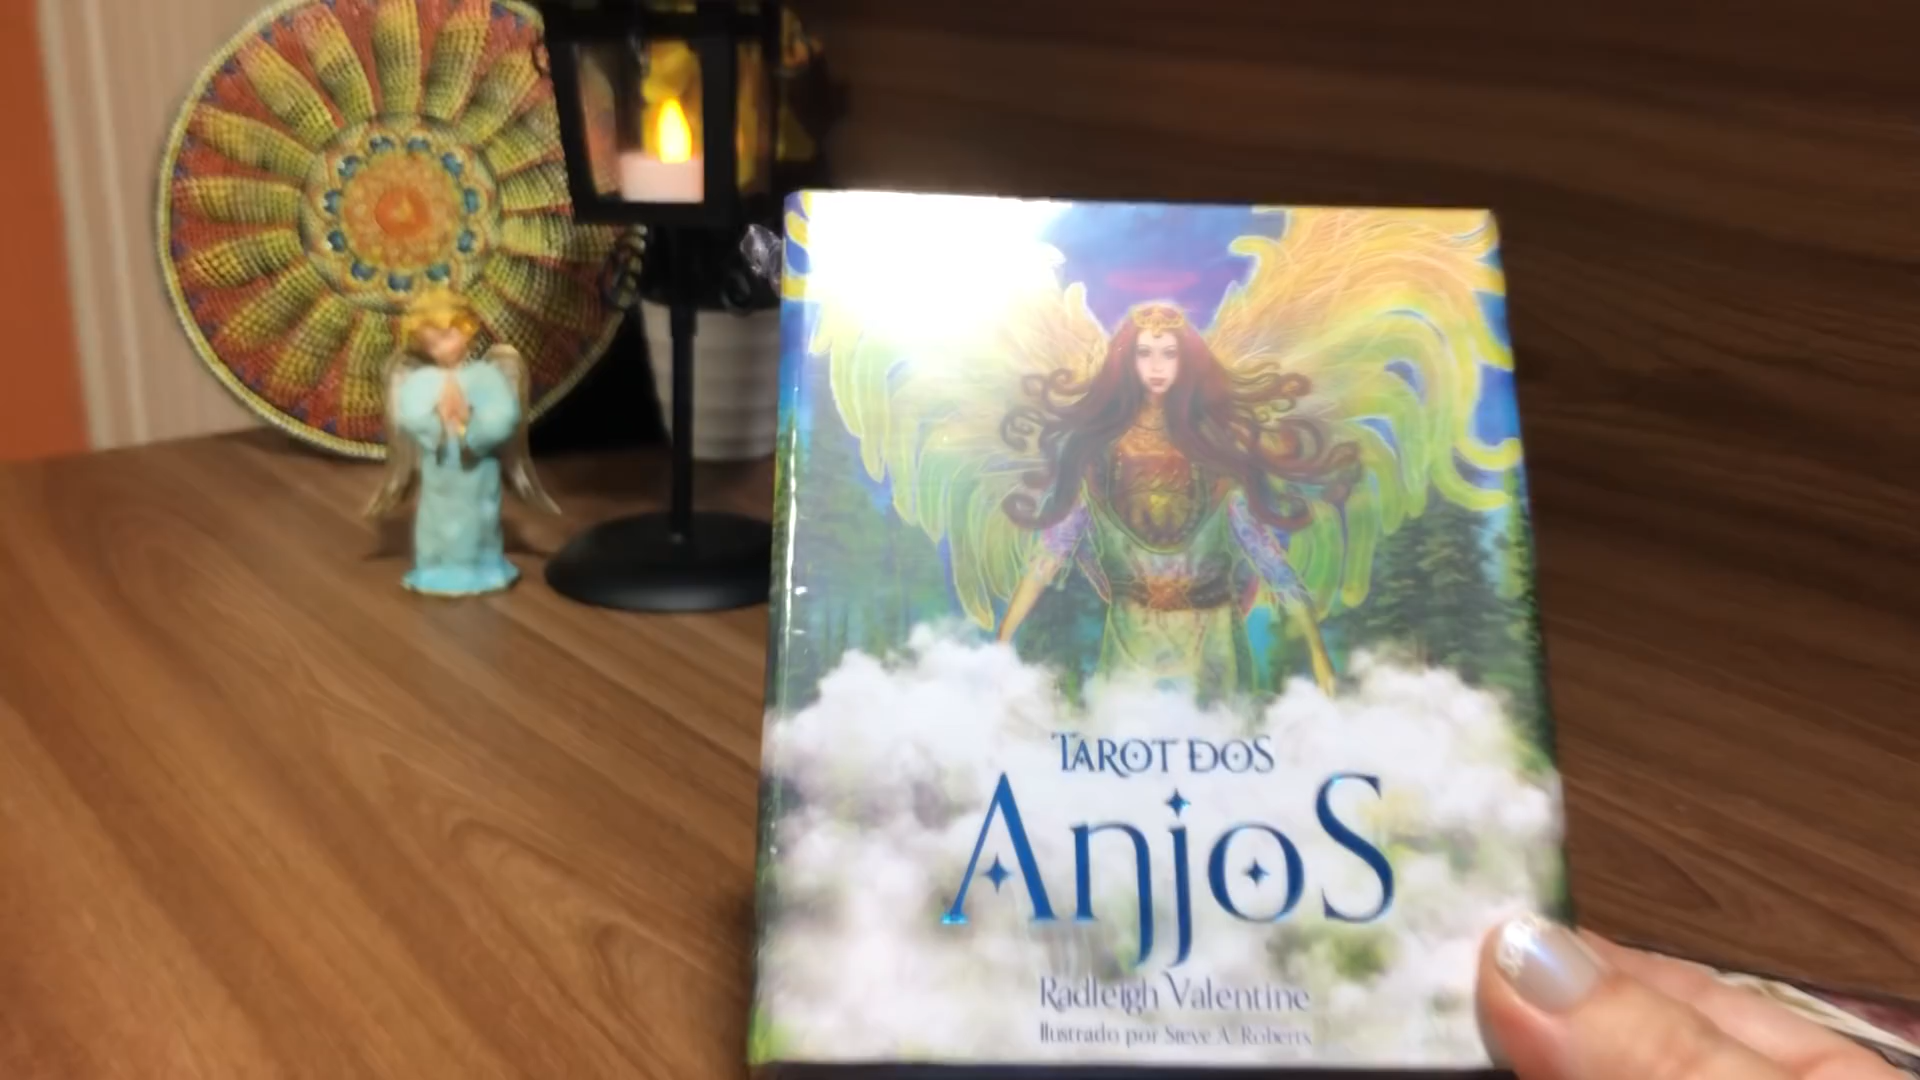 TAROT DOS
AnjoS
Radleigh Valentine
Ilustrado por Steve A. Roberts